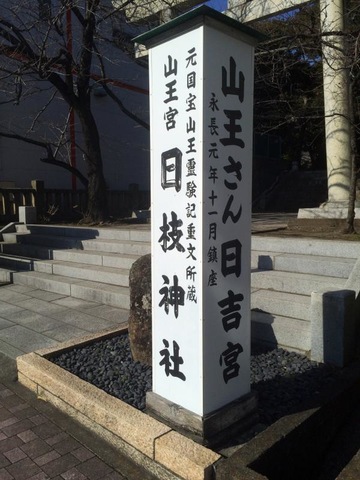 元国宝山王霊験記重文所蔵
山王宮 日枝神社
山王さん日吉宮
永長元年十一月鎮座